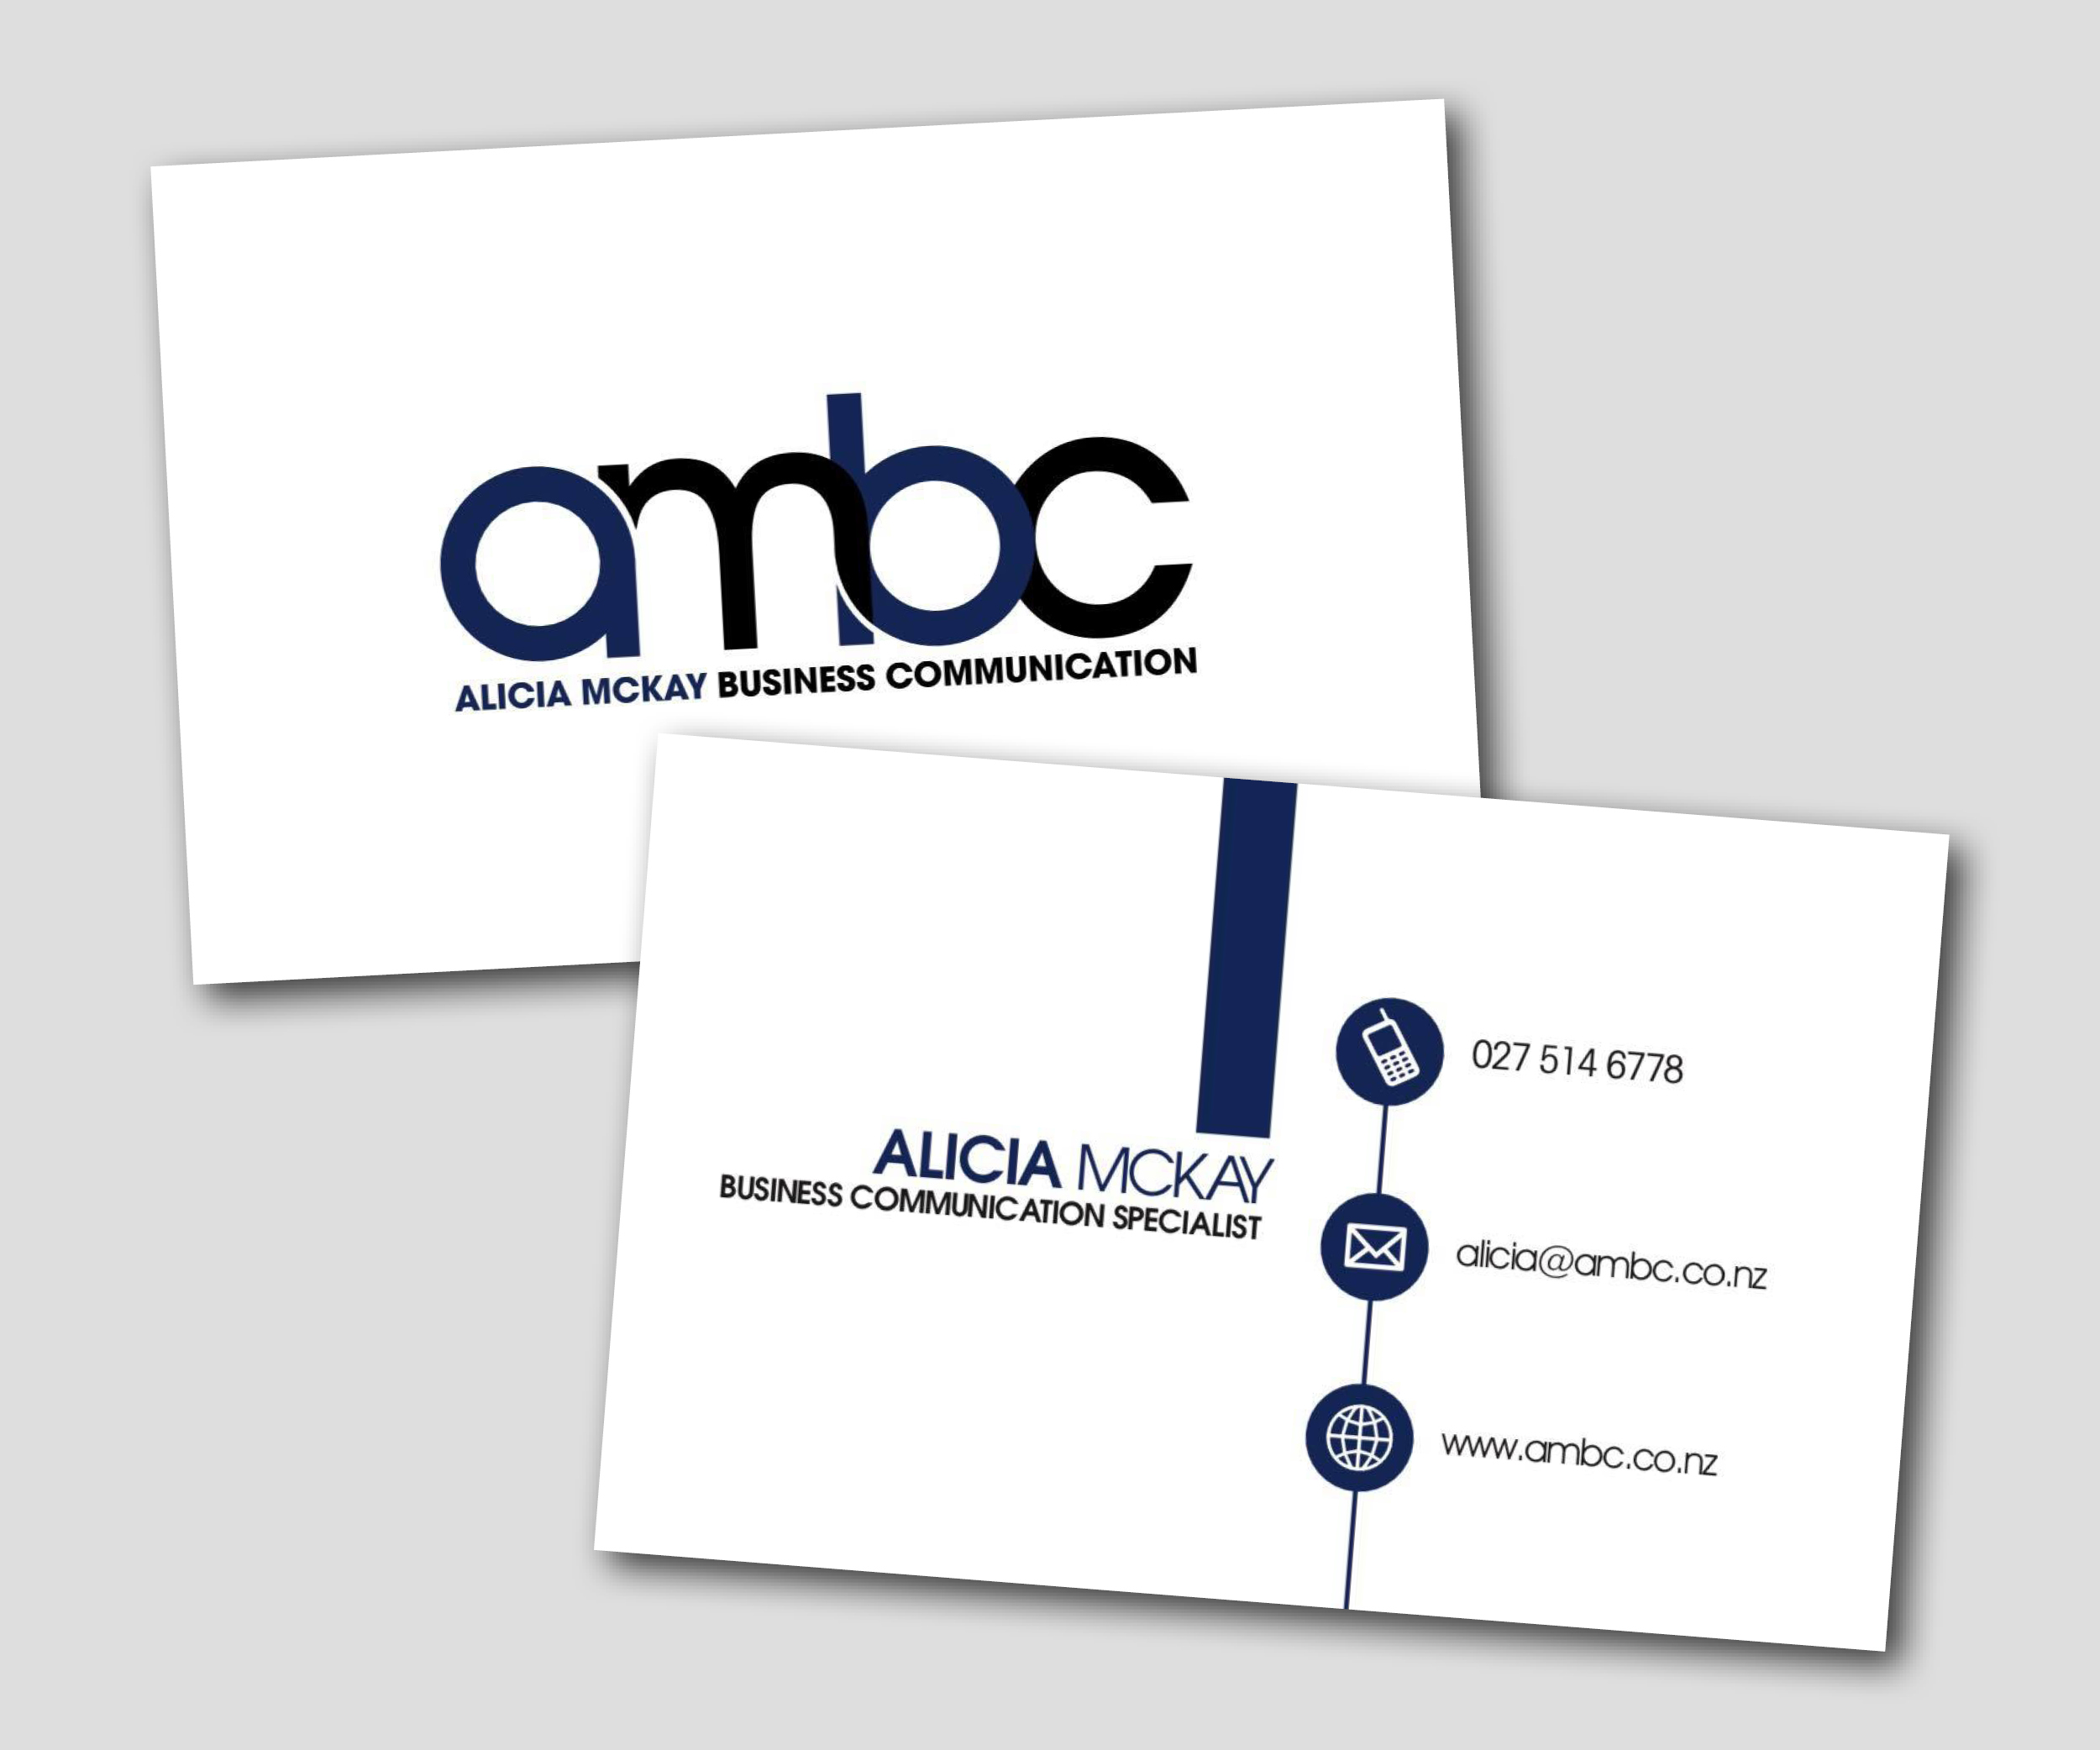 ambc
ALICIA MCKAY BUSINESS COMMUNICATION
ALICIA MCKAY
BUSINESS COMMUNICATION SPECIALIST
027 514 6778
alicia@ambc.co.nz
www.ambc.co.nz